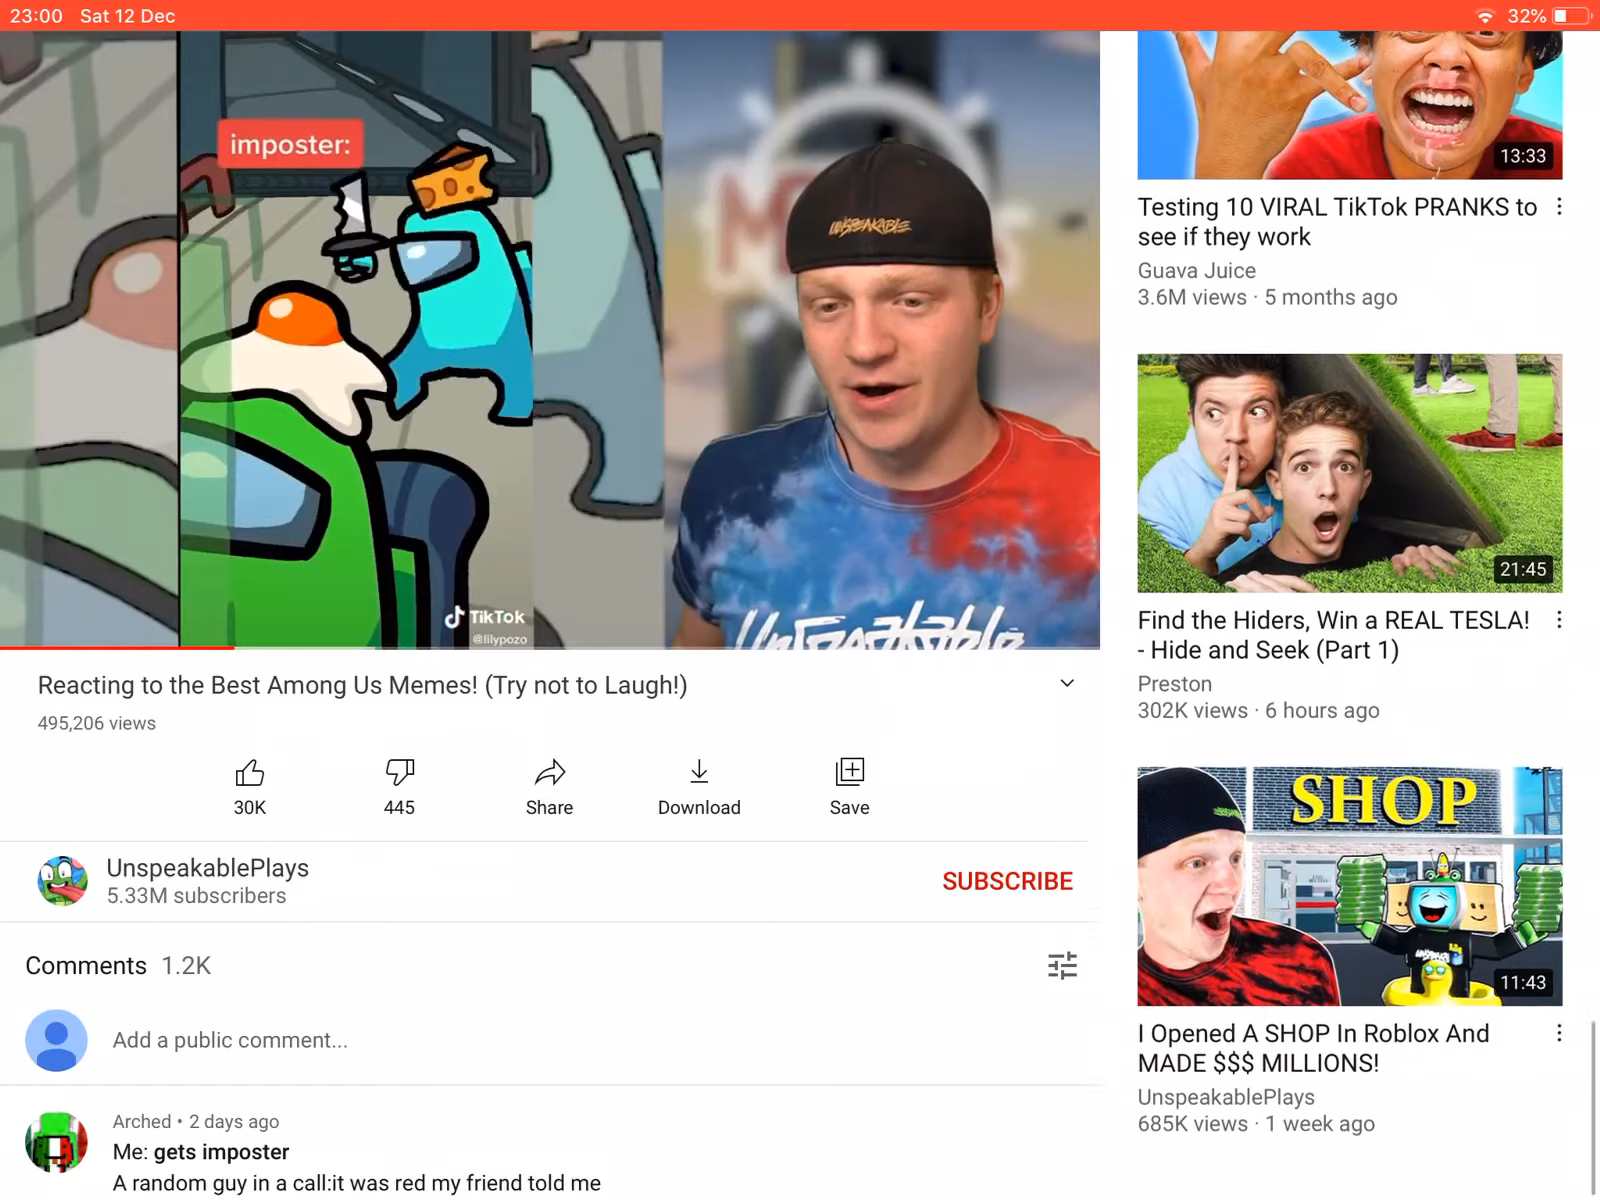 23:00 Sat 12 Dec
32%
imposter:
UNSPEAKABLE
TikTok
@lilypozo
Unspeakable
Reacting to the Best Among Us Memes! (Try not to Laugh!)
495,206 views
30K
445
Share
Download
Save
UnspeakablePlays
5.33M subscribers
SUBSCRIBE
Comments 1.2K
Add a public comment...
Arched • 2 days ago
Me: gets imposter
A random guy in a call:it was red my friend told me
13:33
Testing 10 VIRAL TikTok PRANKS to
see if they work
Guava Juice
3.6M views · 5 months ago
21:45
Find the Hiders, Win a REAL TESLA!
- Hide and Seek (Part 1)
Preston
302K views · 6 hours ago
SHOP
11:43
I Opened A SHOP In Roblox And
MADE $$$ MILLIONS!
UnspeakablePlays
685K views · 1 week ago